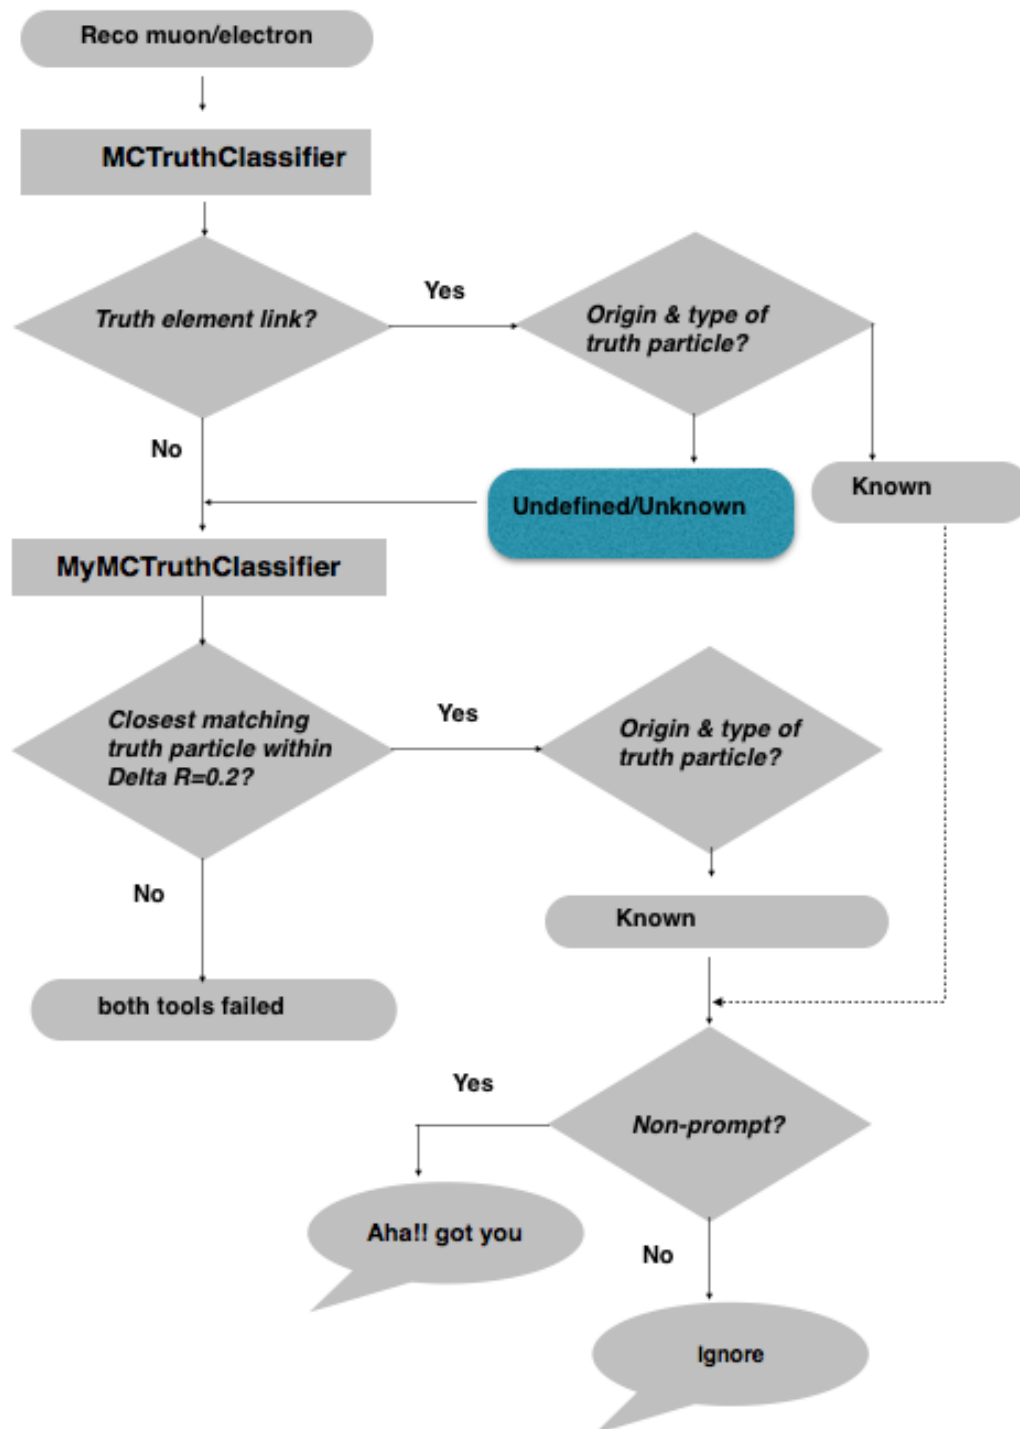 Reco muon/electron
MCTruthClassifier
Truth element link?
Yes
Origin & type of
truth particle?
No
Undefined/Unknown
Known
MyMCTruthClassifier
Closest matching
truth particle within
Delta R=0.2?
Yes
Origin & type of
truth particle?
No
Known
both tools failed
Yes
Non-prompt?
Aha!! got you
No
Ignore